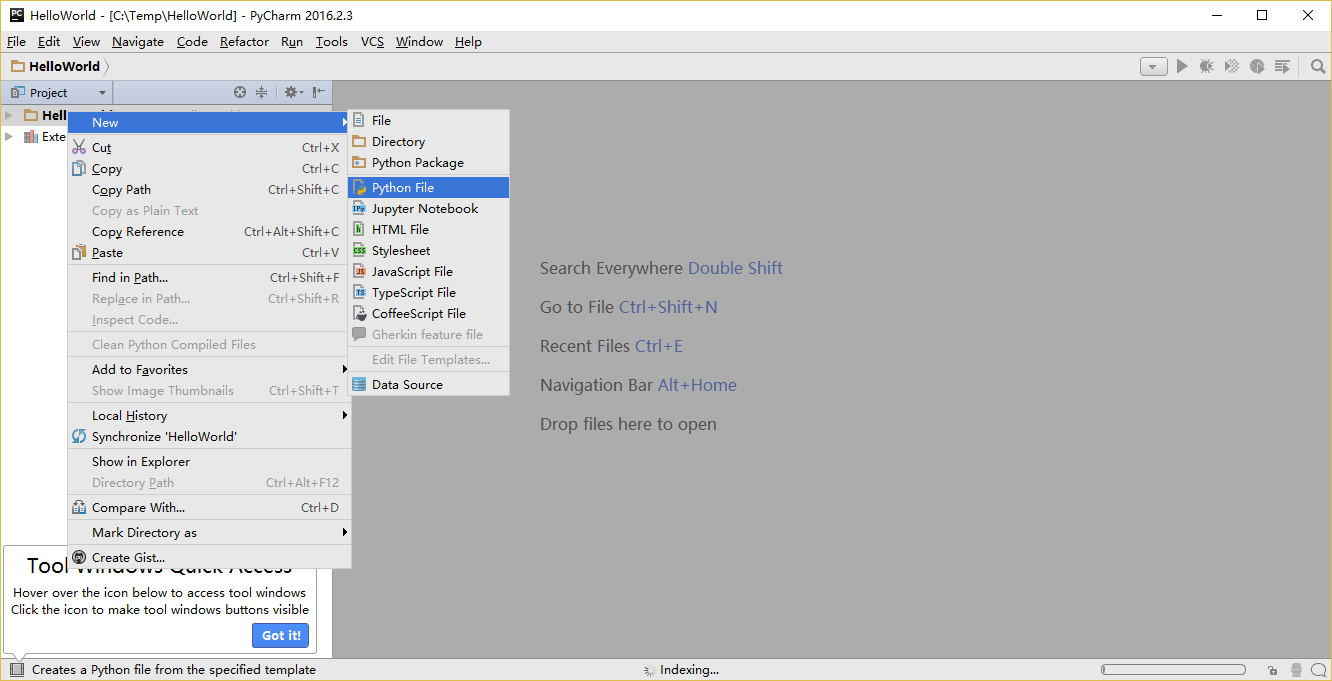 HelloWorld - [C:\Temp\HelloWorld] - PyCharm 2016.2.3
File Edit View Navigate Code Refactor Run Tools VCS Window Help
HelloWorld
Project
New
Cut Ctrl+X
Copy Ctrl+C
Copy Path Ctrl+Shift+C
Copy as Plain Text
Copy Reference Ctrl+Alt+Shift+C
Paste Ctrl+V
Find in Path... Ctrl+Shift+F
Replace in Path... Ctrl+Shift+R
Inspect Code...
Clean Python Compiled Files
Add to Favorites
Show Image Thumbnails Ctrl+Shift+T
Local History
Synchronize 'HelloWorld'
Show in Explorer
Directory Path Ctrl+Alt+F12
Compare With... Ctrl+D
Mark Directory as
Create Gist...
File
Directory
Python Package
Python File
Jupyter Notebook
HTML File
Stylesheet
JavaScript File
TypeScript File
CoffeeScript File
Gherkin feature file
Edit File Templates...
Data Source
Search Everywhere Double Shift
Go to File Ctrl+Shift+N
Recent Files Ctrl+E
Navigation Bar Alt+Home
Drop files here to open
Tool Windows Quick Access
Hover over the icon below to access tool windows
Click the icon to make tool windows buttons visible
Got it!
Creates a Python file from the specified template
Indexing...